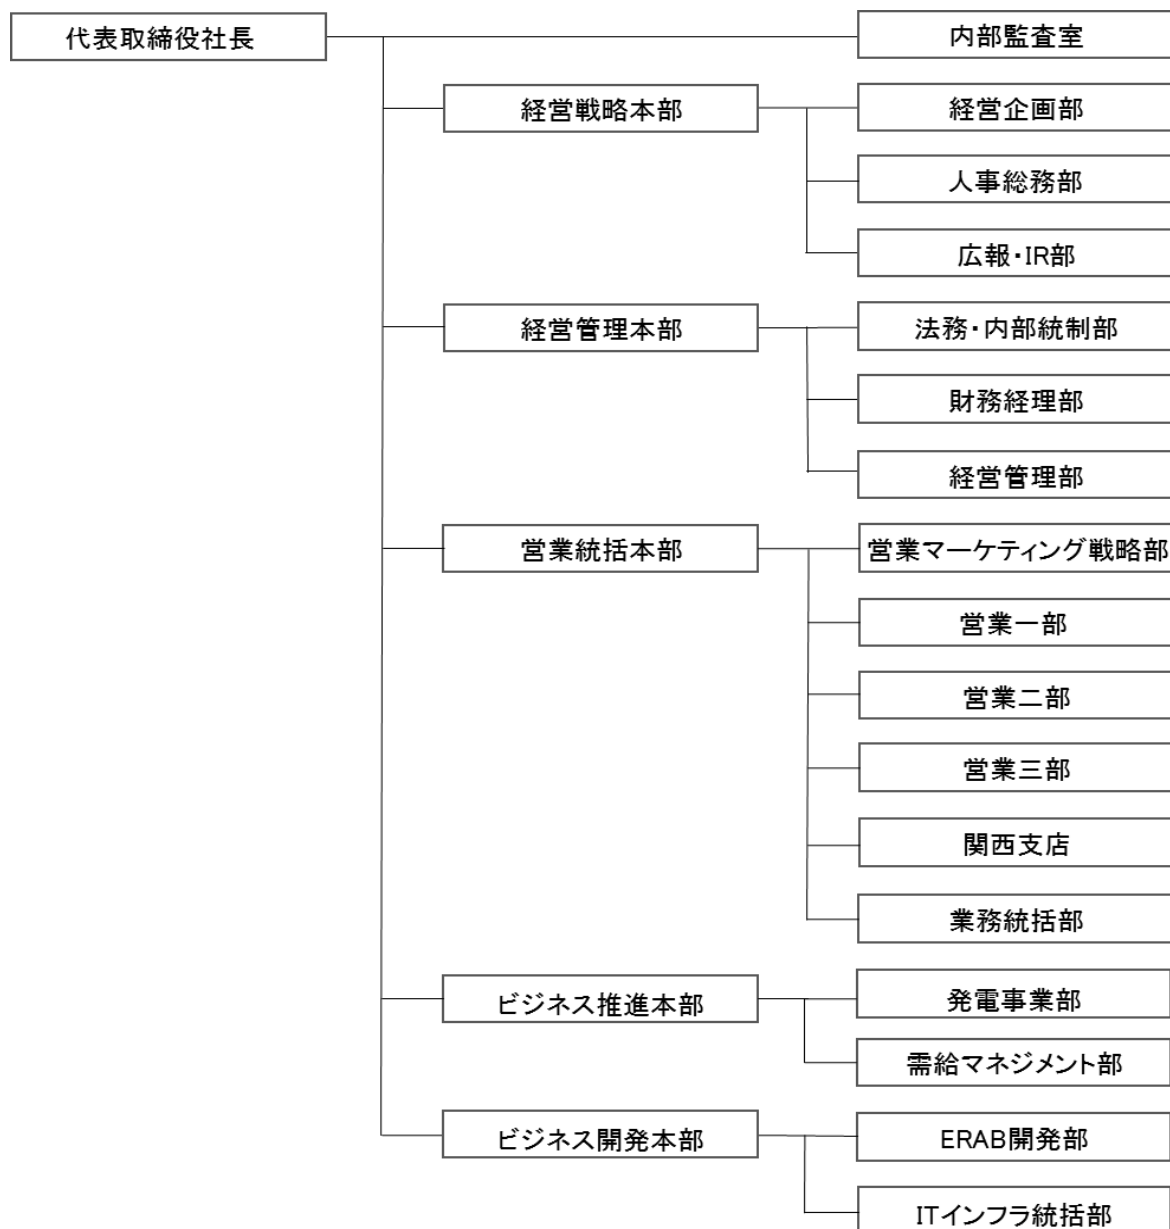 代表取締役社長
内部監査室
経営戦略本部
経営企画部
人事総務部
広報・IR部
経営管理本部
法務・内部統制部
財務経理部
経営管理部
営業統括本部
営業マーケティング戦略部
営業一部
営業二部
営業三部
関西支店
業務統括部
ビジネス推進本部
発電事業部
需給マネジメント部
ビジネス開発本部
ERAB開発部
ITインフラ統括部